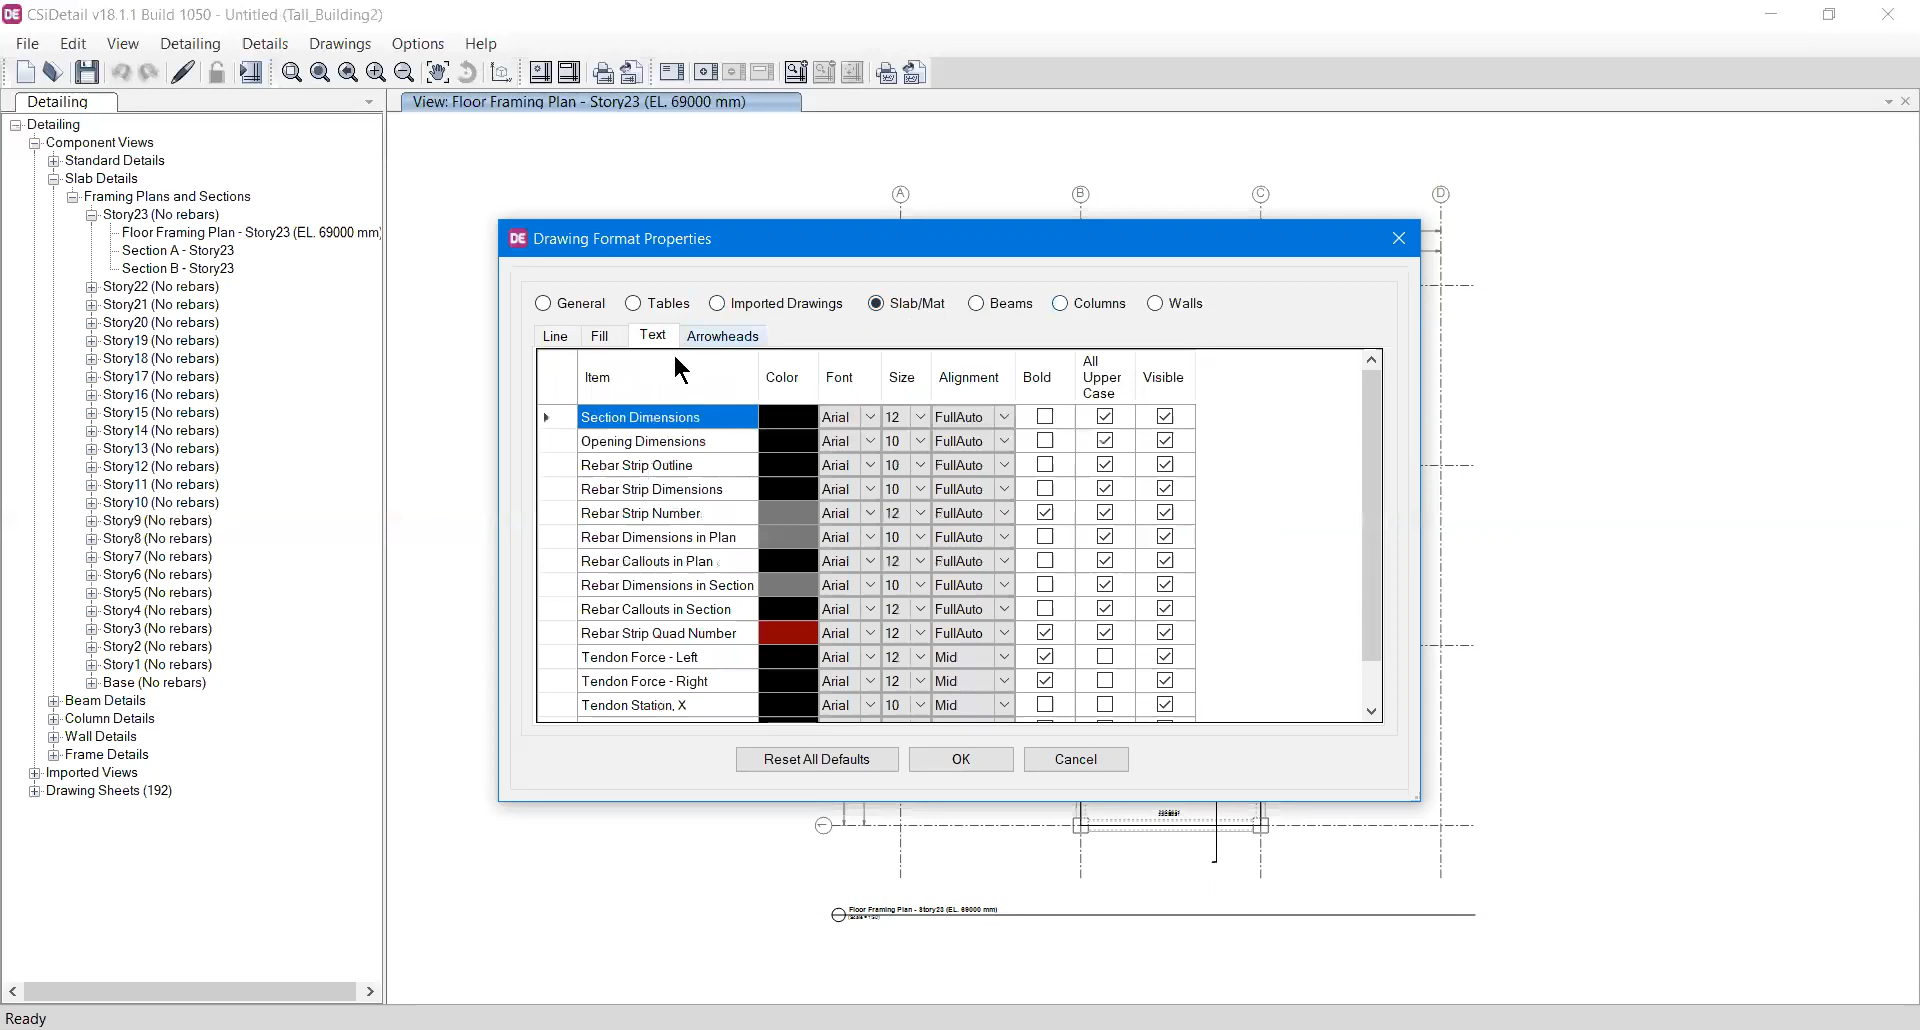 DE CSiDetail v18.1.1 Build 1050 - Untitled (Tall_Building2)
File Edit View Detailing Details Drawings Options Help
Detailing
View: Floor Framing Plan - Story23 (EL. 69000 mm)
Detailing
Component Views
Standard Details
Slab Details
Framing Plans and Sections
Story23 (No rebars)
Floor Framing Plan - Story23 (EL. 69000 mm)
Section A - Story23
Section B - Story23
Story22 (No rebars)
Story21 (No rebars)
Story20 (No rebars)
Story19 (No rebars)
Story18 (No rebars)
Story17 (No rebars)
Story16 (No rebars)
Story15 (No rebars)
Story14 (No rebars)
Story13 (No rebars)
Story12 (No rebars)
Story11 (No rebars)
Story10 (No rebars)
Story9 (No rebars)
Story8 (No rebars)
Story7 (No rebars)
Story6 (No rebars)
Story5 (No rebars)
Story4 (No rebars)
Story3 (No rebars)
Story2 (No rebars)
Story1 (No rebars)
Base (No rebars)
Beam Details
Column Details
Wall Details
Frame Details
Imported Views
Drawing Sheets (192)
A B C D
DE Drawing Format Properties
General Tables Imported Drawings Slab/Mat Beams Columns Walls
Line Fill Text Arrowheads
Item Color Font Size Alignment Bold All Upper Case Visible
Section Dimensions Arial 12 FullAuto
Opening Dimensions Arial 10 FullAuto
Rebar Strip Outline Arial 10 FullAuto
Rebar Strip Dimensions Arial 10 FullAuto
Rebar Strip Number Arial 12 FullAuto
Rebar Dimensions in Plan Arial 10 FullAuto
Rebar Callouts in Plan Arial 12 FullAuto
Rebar Dimensions in Section Arial 10 FullAuto
Rebar Callouts in Section Arial 12 FullAuto
Rebar Strip Quad Number Arial 12 FullAuto
Tendon Force - Left Arial 12 Mid
Tendon Force - Right Arial 12 Mid
Tendon Station, X Arial 10 Mid
Reset All Defaults OK Cancel
Floor Framing Plan - Story23 (EL. 69000 mm)
Ready